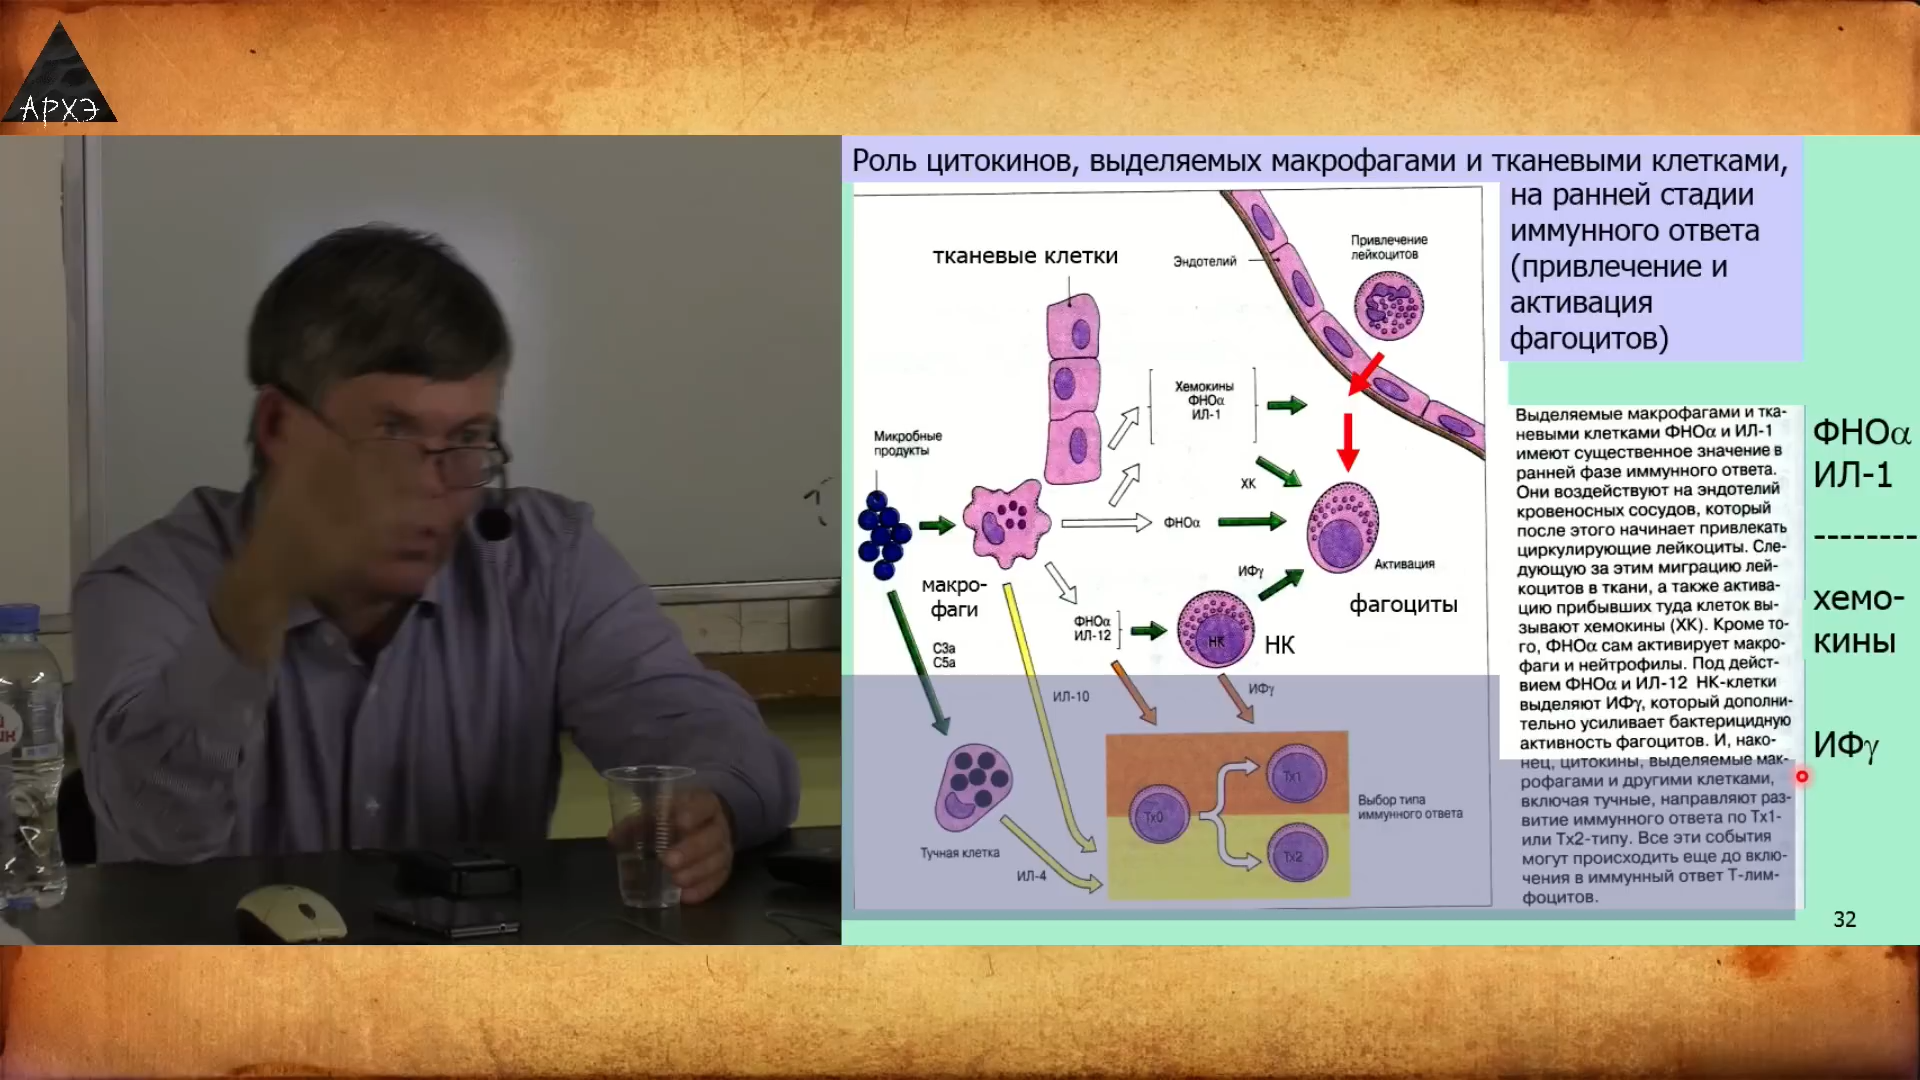 АРХЭ
Роль цитокинов, выделяемых макрофагами и тканевыми клетками,
на ранней стадии
иммунного ответа
(привлечение и
активация
фагоцитов)
тканевые клетки
Эндотелий
Привлечение
лейкоцитов
Хемокины
ФНОα
ИЛ-1
Микробные
продукты
ХК
ФНОα
ИФγ
Активация
макро-
фаги
фагоциты
ФНОα
ИЛ-12
НК
НК
C3a
C5a
ИЛ-10
ИФγ
Тх0
Тх1
Тх2
Выбор типа
иммунного ответа
Тучная клетка
ИЛ-4
Выделяемые макрофагами и тка-
невыми клетками ФНОα и ИЛ-1
имеют существенное значение в
ранней фазе иммунного ответа.
Они воздействуют на эндотелий
кровеносных сосудов, который
после этого начинает привлекать
циркулирующие лейкоциты. Сле-
дующую за этим миграцию лей-
коцитов в ткани, а также актива-
цию прибывших туда клеток вы-
зывают хемокины (ХК). Кроме то-
го, ФНОα сам активирует макро-
фаги и нейтрофилы. Под дейст-
вием ФНОα и ИЛ-12 НК-клетки
выделяют ИФγ, который дополни-
тельно усиливает бактерицидную
активность фагоцитов. И, нако-
нец, цитокины, выделяемые мак-
рофагами и другими клетками,
включая тучные, направляют раз-
витие иммунного ответа по Тх1-
или Тх2-типу. Все эти события
могут происходить еще до вклю-
чения в иммунный ответ Т-лим-
фоцитов.
ФНОα
ИЛ-1
--------
хемо-
кины
ИФγ
32